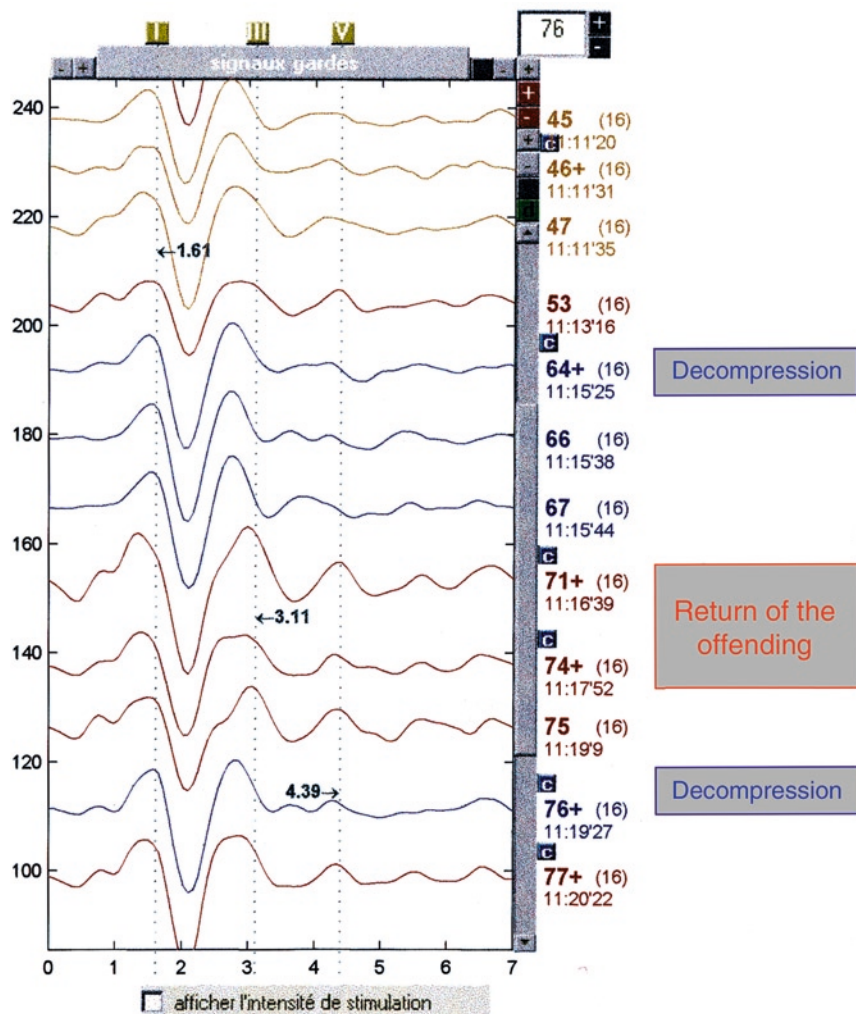 I III V
76 + -
- + signaux gardés - +
240
220
200
180
160
140
120
100
+
-
+
-
d
45 (16)
C 11:11'20
46+ (16)
11:11'31
47 (16)
11:11'35
←1.61
53 (16)
11:13'16
C
64+ (16)
11:15'25
Decompression
66 (16)
11:15'38
67 (16)
11:15'44
C
71+ (16)
11:16'39
Return of the
offending
←3.11
C
74+ (16)
11:17'52
75 (16)
11:19'9
4.39→
C
76+ (16)
11:19'27
Decompression
C
77+ (16)
11:20'22
0 1 2 3 4 5 6 7
afficher l'intensité de stimulation